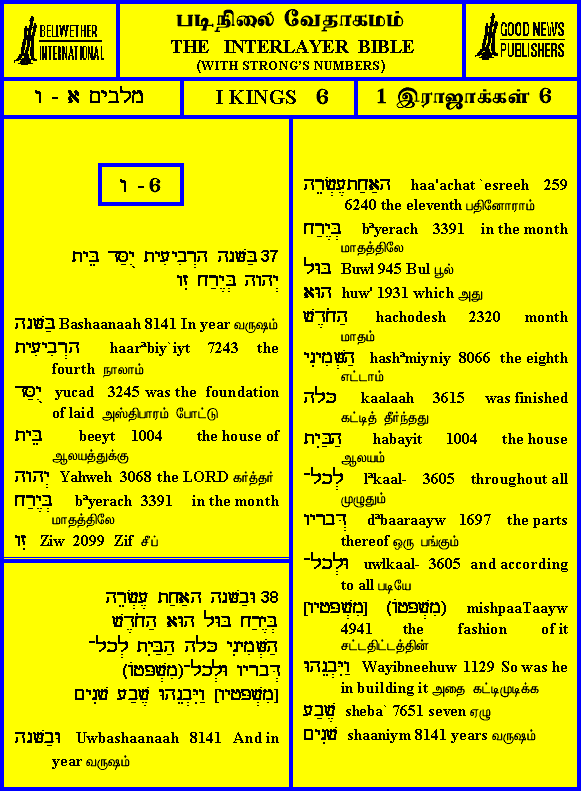 BELLWETHER
INTERNATIONAL
படிநிலை வேதாகமம்
THE INTERLAYER BIBLE
(WITH STRONG'S NUMBERS)
GOOD NEWS
PUBLISHERS
מלבים א - ו
I KINGS 6
1 இராஜாக்கள் 6
ו - 6
37 בַּשָּׁנָה הָרְבִיעִית יֻסַּד בֵּית
יְהוָה בְּיֶרַח זִו
בַּשָּׁנָה Bashaanaah 8141 In year வருஷம்
הָרְבִיעִית haarªbiy`iyt 7243 the
fourth நாலாம்
יֻסַּד yucad 3245 was the foundation
of laid அஸ்திபாரம் போட்டு
בֵּית beeyt 1004 the house of
ஆலயத்துக்கு
יְהוָה Yahweh 3068 the LORD கர்த்தர்
בְּיֶרַח bªyerach 3391 in the month
மாதத்திலே
זִו Ziw 2099 Zif சீப்
38 וּבַשָּׁנָה הָאַחַת עֶשְׂרֵה
בְּיֶרַח בּוּל הוּא הַחֹדֶשׁ
הַשְּׁמִינִי כָּלָה הַבַּיִת לְכָל־
דְּבָרָיו וּלְכָל־(מִשְׁפָּטוֹ)
[מִשְׁפָּטָיו] וַיִּבְנֵהוּ שֶׁבַע שָׁנִים
וּבַשָּׁנָה Uwbashaanaah 8141 And in
year வருஷம்
הָאַחַתעֶשְׂרֵה haa'achat `esreeh 259
6240 the eleventh பதினோராம்
בְּיֶרַח bªyerach 3391 in the month
மாதத்திலே
בּוּל Buwl 945 Bul பூல்
הוּא huw' 1931 which அது
הַחֹדֶשׁ hachodesh 2320 month
மாதம்
הַשְּׁמִינִי hashªmiyniy 8066 the eighth
எட்டாம்
כָּלָה kaalaah 3615 was finished
கட்டித் தீர்ந்தது
הַבַּיִת habayit 1004 the house
ஆலயம்
לְכָל־ lªkaal- 3605 throughout all
முழுதும்
דְּבָרָיו dªbaaraayw 1697 the parts
thereof ஒரு பங்கும்
וּלְכָל־ uwlkaal- 3605 and according
to all படியே
[מִשְׁפָּטָיו] (מִשְׁפָּטוֹ) mishpaaTaayw
4941 the fashion of it
சட்டதிட்டத்தின்
וַיִּבְנֵהוּ Wayibneehuw 1129 So was he
in building it அதை கட்டிமுடிக்க
שֶׁבַע sheba` 7651 seven ஏழு
שָׁנִים shaaniym 8141 years வருஷம்